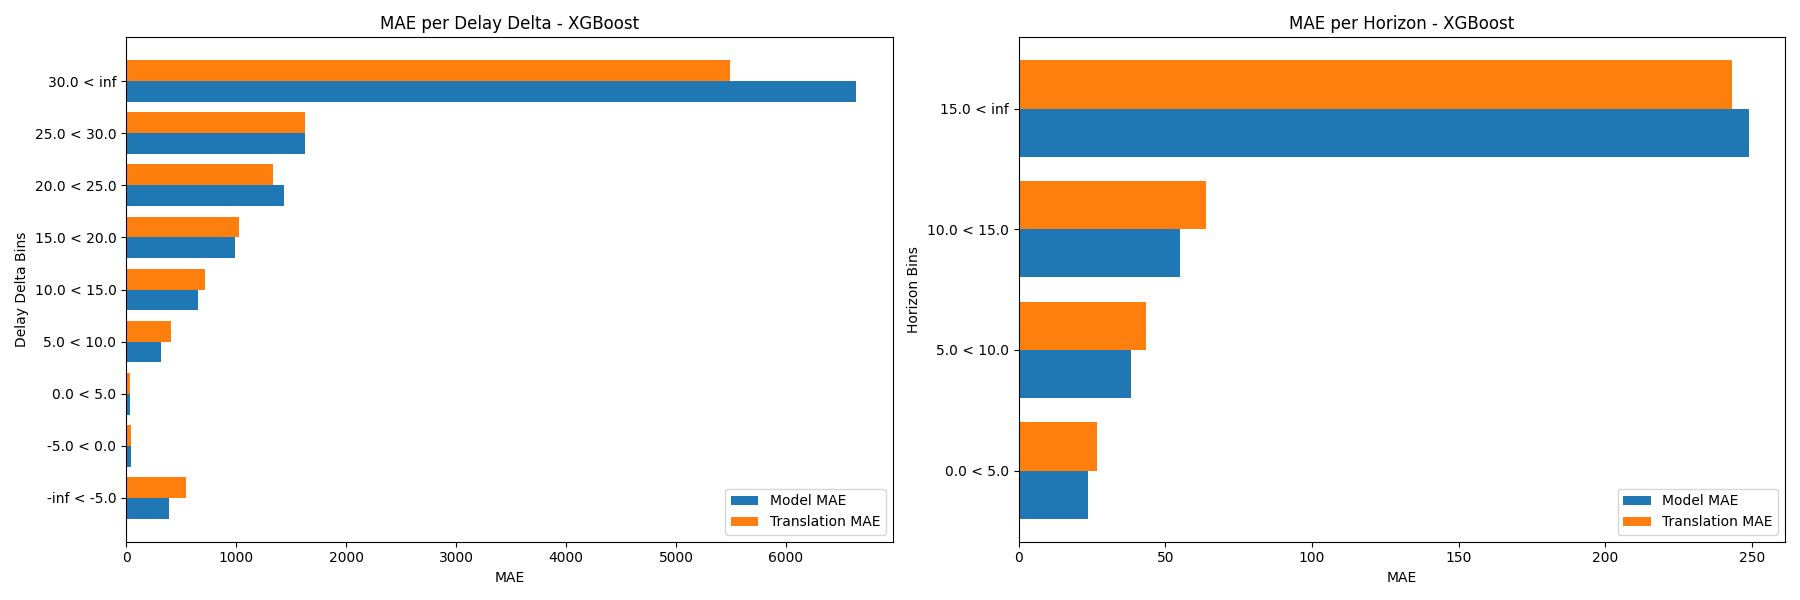 MAE per Delay Delta - XGBoost
Delay Delta Bins
30.0 < inf
25.0 < 30.0
20.0 < 25.0
15.0 < 20.0
10.0 < 15.0
5.0 < 10.0
0.0 < 5.0
-5.0 < 0.0
-inf < -5.0
Model MAE
Translation MAE
0 1000 2000 3000 4000 5000 6000
MAE
MAE per Horizon - XGBoost
Horizon Bins
15.0 < inf
10.0 < 15.0
5.0 < 10.0
0.0 < 5.0
Model MAE
Translation MAE
0 50 100 150 200 250
MAE